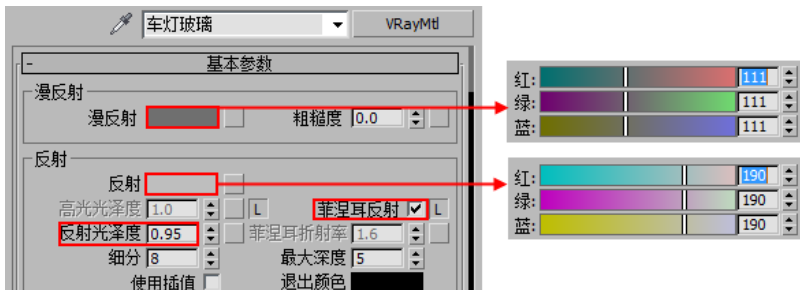 车灯玻璃 VRayMtl
- 基本参数
漫反射
漫反射 粗糙度 0.0
反射
反射
高光光泽度 1.0 L 菲涅耳反射 L
反射光泽度 0.95 菲涅耳折射率 1.6
细分 8 最大深度 5
使用插值 退出颜色
红: 111
绿: 111
蓝: 111
红: 190
绿: 190
蓝: 190